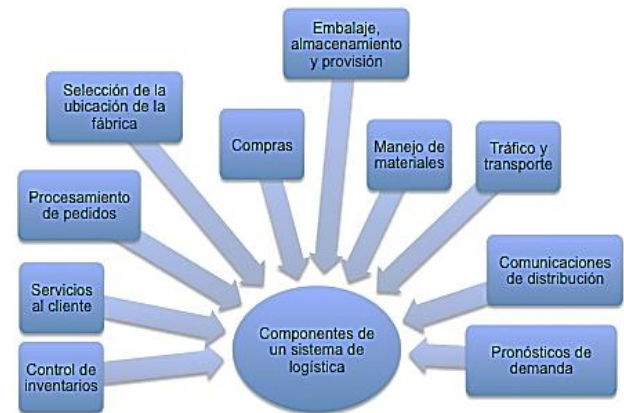 Embalaje,
almacenamiento
y provisión
Selección de la
ubicación de la
fábrica
Compras
Manejo de
materiales
Tráfico y
transporte
Procesamiento
de pedidos
Comunicaciones
de distribución
Servicios
al cliente
Componentes de
un sistema de
logística
Control de
inventarios
Pronósticos de
demanda